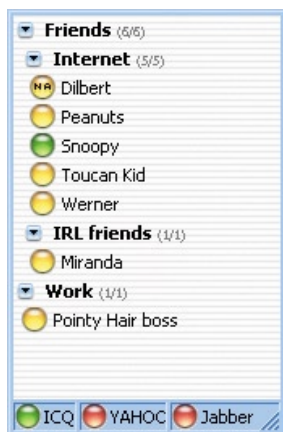 Friends (6/6)
Internet (5/5)
NA Dilbert
Peanuts
Snoopy
Toucan Kid
Werner
IRL friends (1/1)
Miranda
Work (1/1)
Pointy Hair boss
ICQ YAHOC Jabber